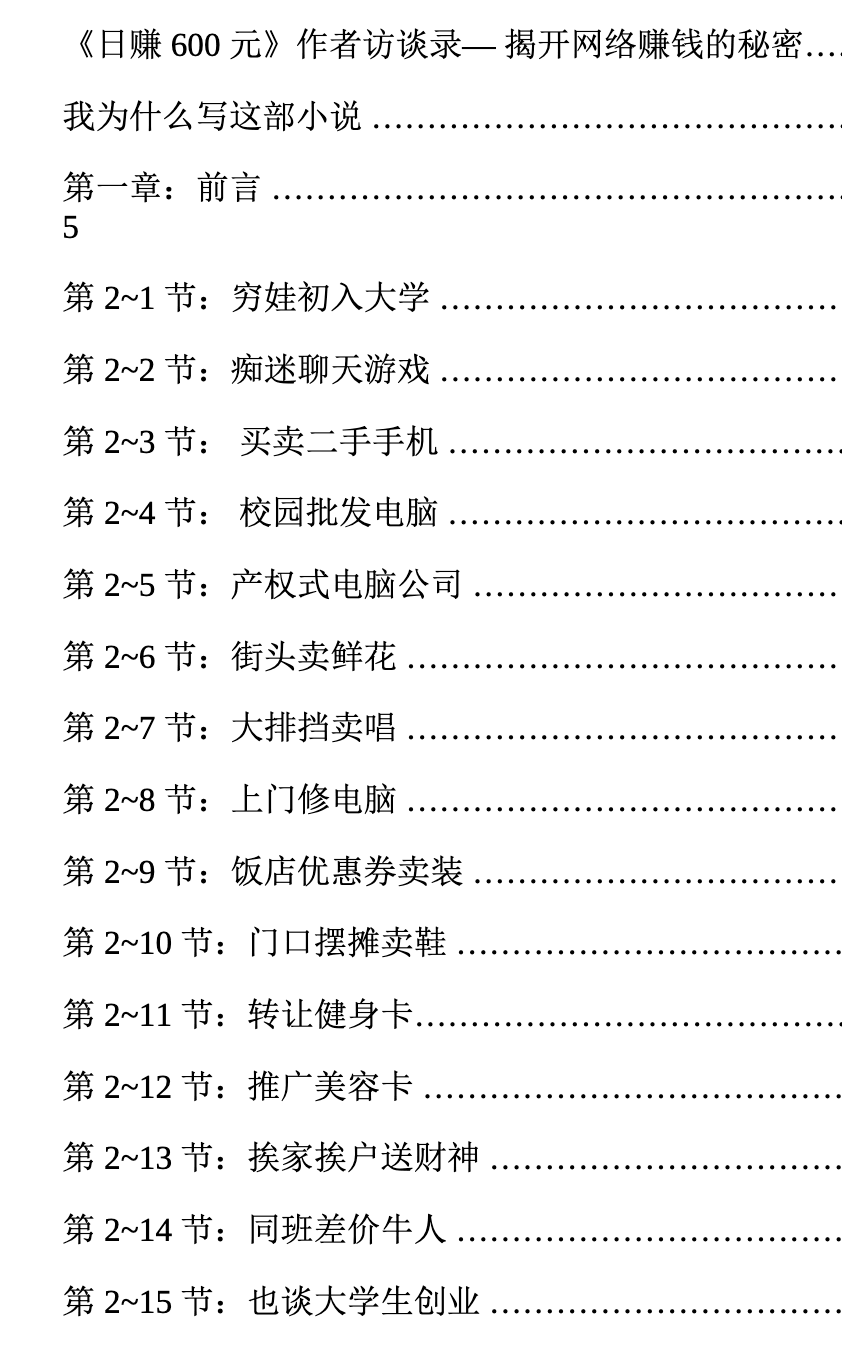 《日赚 600 元》作者访谈录— 揭开网络赚钱的秘密....
我为什么写这部小说 ................................................
第一章：前言 ..........................................................
5
第 2~1 节：穷娃初入大学 ........................................
第 2~2 节：痴迷聊天游戏 ........................................
第 2~3 节： 买卖二手手机 ........................................
第 2~4 节： 校园批发电脑 ........................................
第 2~5 节：产权式电脑公司 .....................................
第 2~6 节：街头卖鲜花 ............................................
第 2~7 节：大排挡卖唱 ............................................
第 2~8 节：上门修电脑 ............................................
第 2~9 节：饭店优惠券卖装 .....................................
第 2~10 节：门口摆摊卖鞋 .......................................
第 2~11 节：转让健身卡............................................
第 2~12 节：推广美容卡 ...........................................
第 2~13 节：挨家挨户送财神 ....................................
第 2~14 节：同班差价牛人 .......................................
第 2~15 节：也谈大学生创业 ....................................